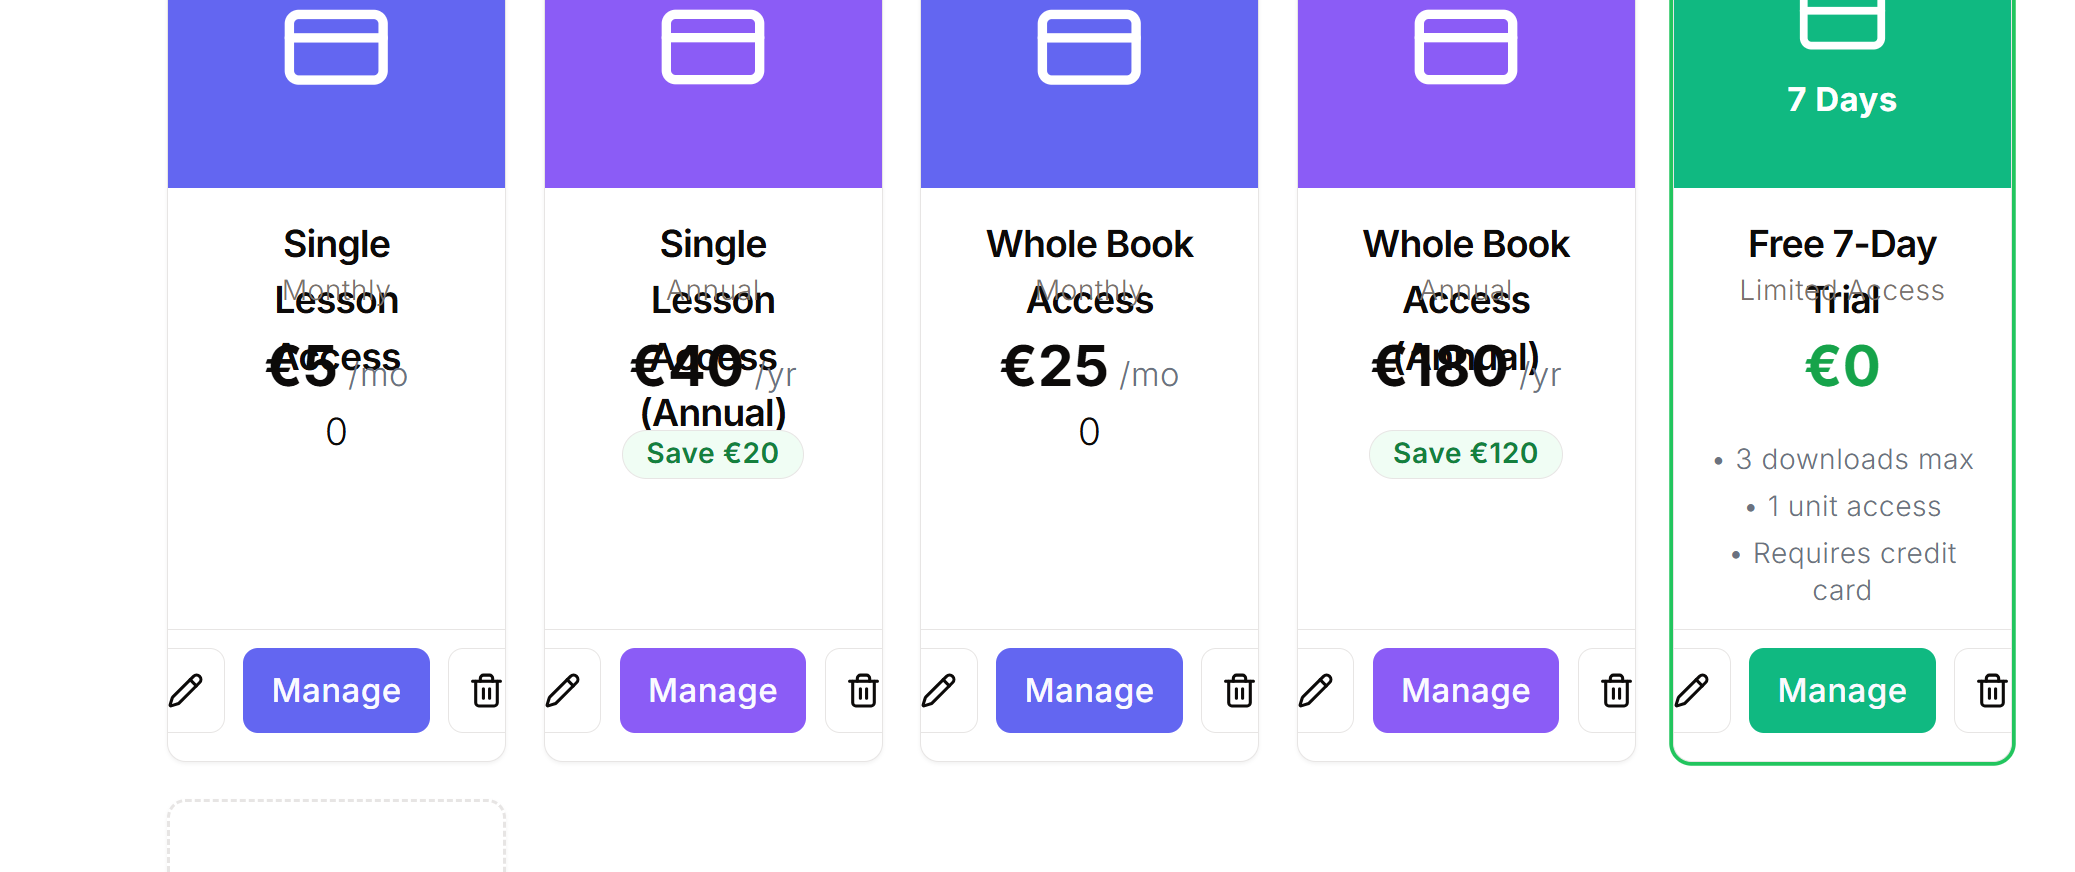 7 Days
Single
Lesson
Access
Monthly
€5 /mo
0
Manage
Single
Lesson
Access
(Annual)
Annual
€40 /yr
Save €20
Manage
Whole Book
Access
Monthly
€25 /mo
0
Manage
Whole Book
Access
(Annual)
Annual
€180 /yr
Save €120
Manage
Free 7-Day
Trial
Limited Access
€0
• 3 downloads max
• 1 unit access
• Requires credit
card
Manage